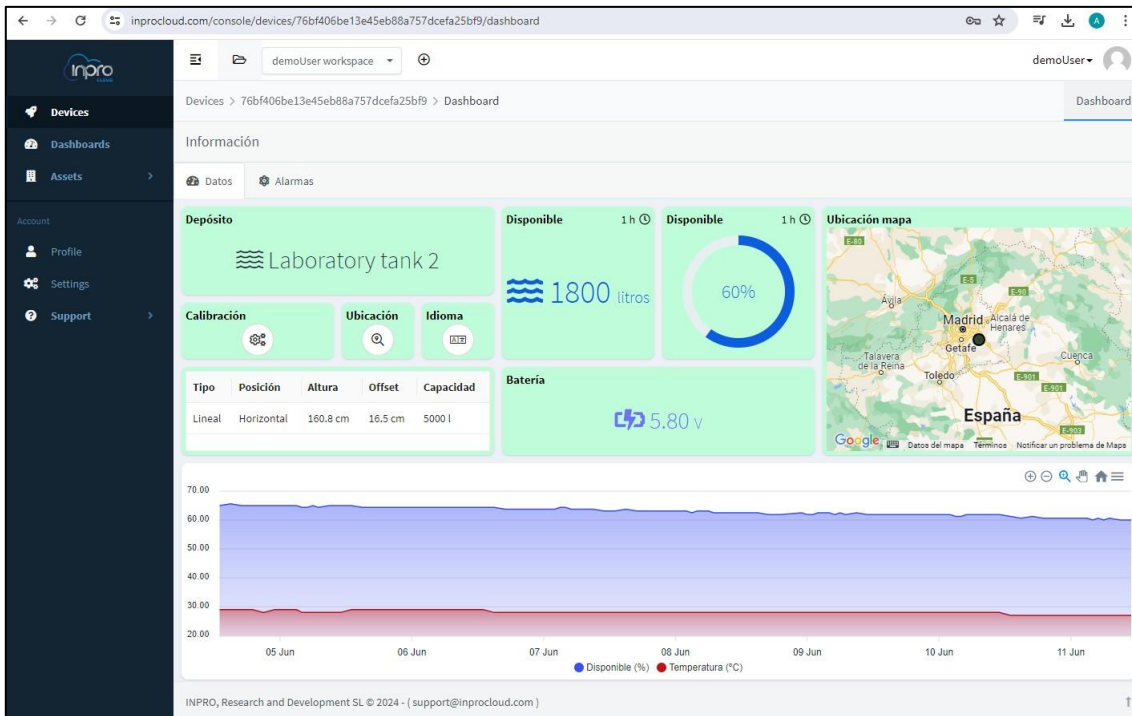 inprocloud.com/console/devices/76bf406be13e45eb88a757dcefa25bf9/dashboard
A
inpro
demoUser workspace
demoUser
Devices
Dashboards
Assets
Account
Profile
Settings
Support
Devices > 76bf406be13e45eb88a757dcefa25bf9 > Dashboard
Dashboard
Información
Datos
Alarmas
Depósito
Laboratory tank 2
Disponible 1 h
1800 litros
Disponible 1 h
60%
Ubicación mapa
E-80
E-5
E-90
Ávila
Madrid
Alcalá de
Henares
Getafe
Talavera
de la Reina
Toledo
Cuenca
E-901
E-901
España
E-903
Google
Datos del mapa
Términos
Notificar un problema de Maps
Calibración
Ubicación
Idioma
Tipo Posición Altura Offset Capacidad
Lineal Horizontal 160.8 cm 16.5 cm 5000 l
Batería
5.80 v
70.00
60.00
50.00
40.00
30.00
20.00
05 Jun 06 Jun 07 Jun 08 Jun 09 Jun 10 Jun 11 Jun
Disponible (%) Temperatura (°C)
INPRO, Research and Development SL © 2024 - ( support@inprocloud.com )